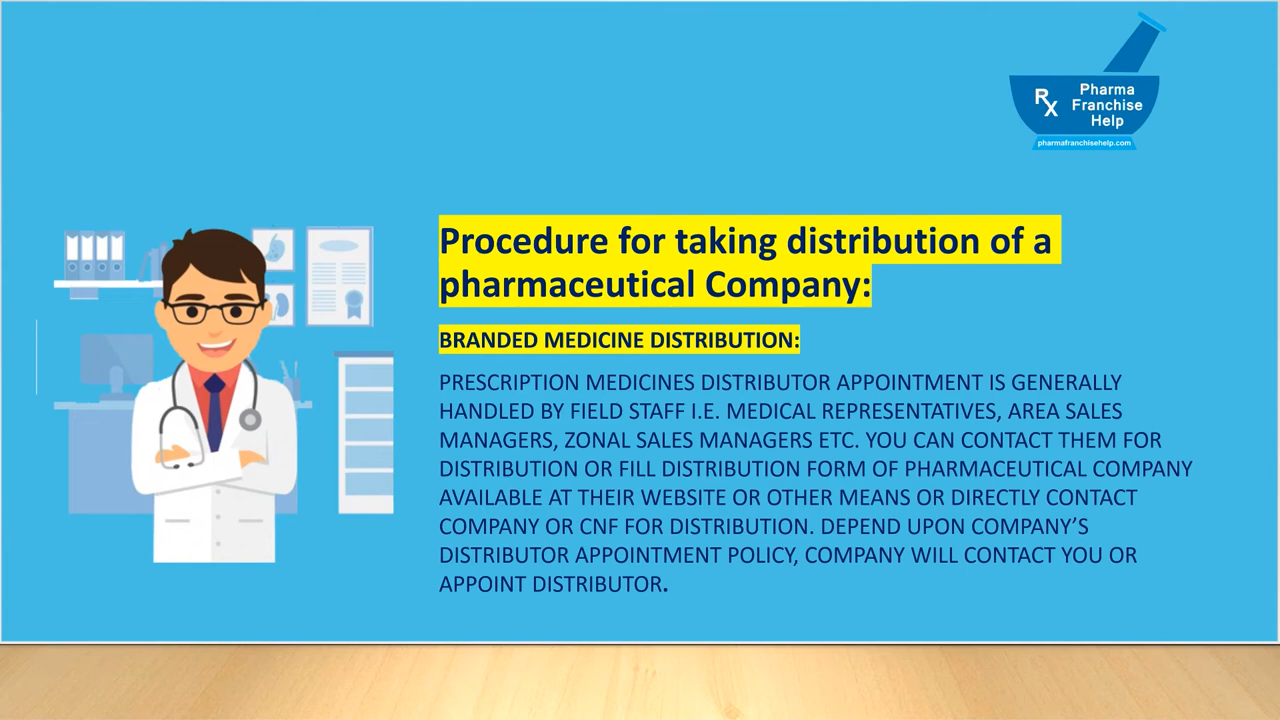 Rx
Pharma
Franchise
Help
pharmafranchisehelp.com
Procedure for taking distribution of a
pharmaceutical Company:
BRANDED MEDICINE DISTRIBUTION:
PRESCRIPTION MEDICINES DISTRIBUTOR APPOINTMENT IS GENERALLY
HANDLED BY FIELD STAFF I.E. MEDICAL REPRESENTATIVES, AREA SALES
MANAGERS, ZONAL SALES MANAGERS ETC. YOU CAN CONTACT THEM FOR
DISTRIBUTION OR FILL DISTRIBUTION FORM OF PHARMACEUTICAL COMPANY
AVAILABLE AT THEIR WEBSITE OR OTHER MEANS OR DIRECTLY CONTACT
COMPANY OR CNF FOR DISTRIBUTION. DEPEND UPON COMPANY’S
DISTRIBUTOR APPOINTMENT POLICY, COMPANY WILL CONTACT YOU OR
APPOINT DISTRIBUTOR.